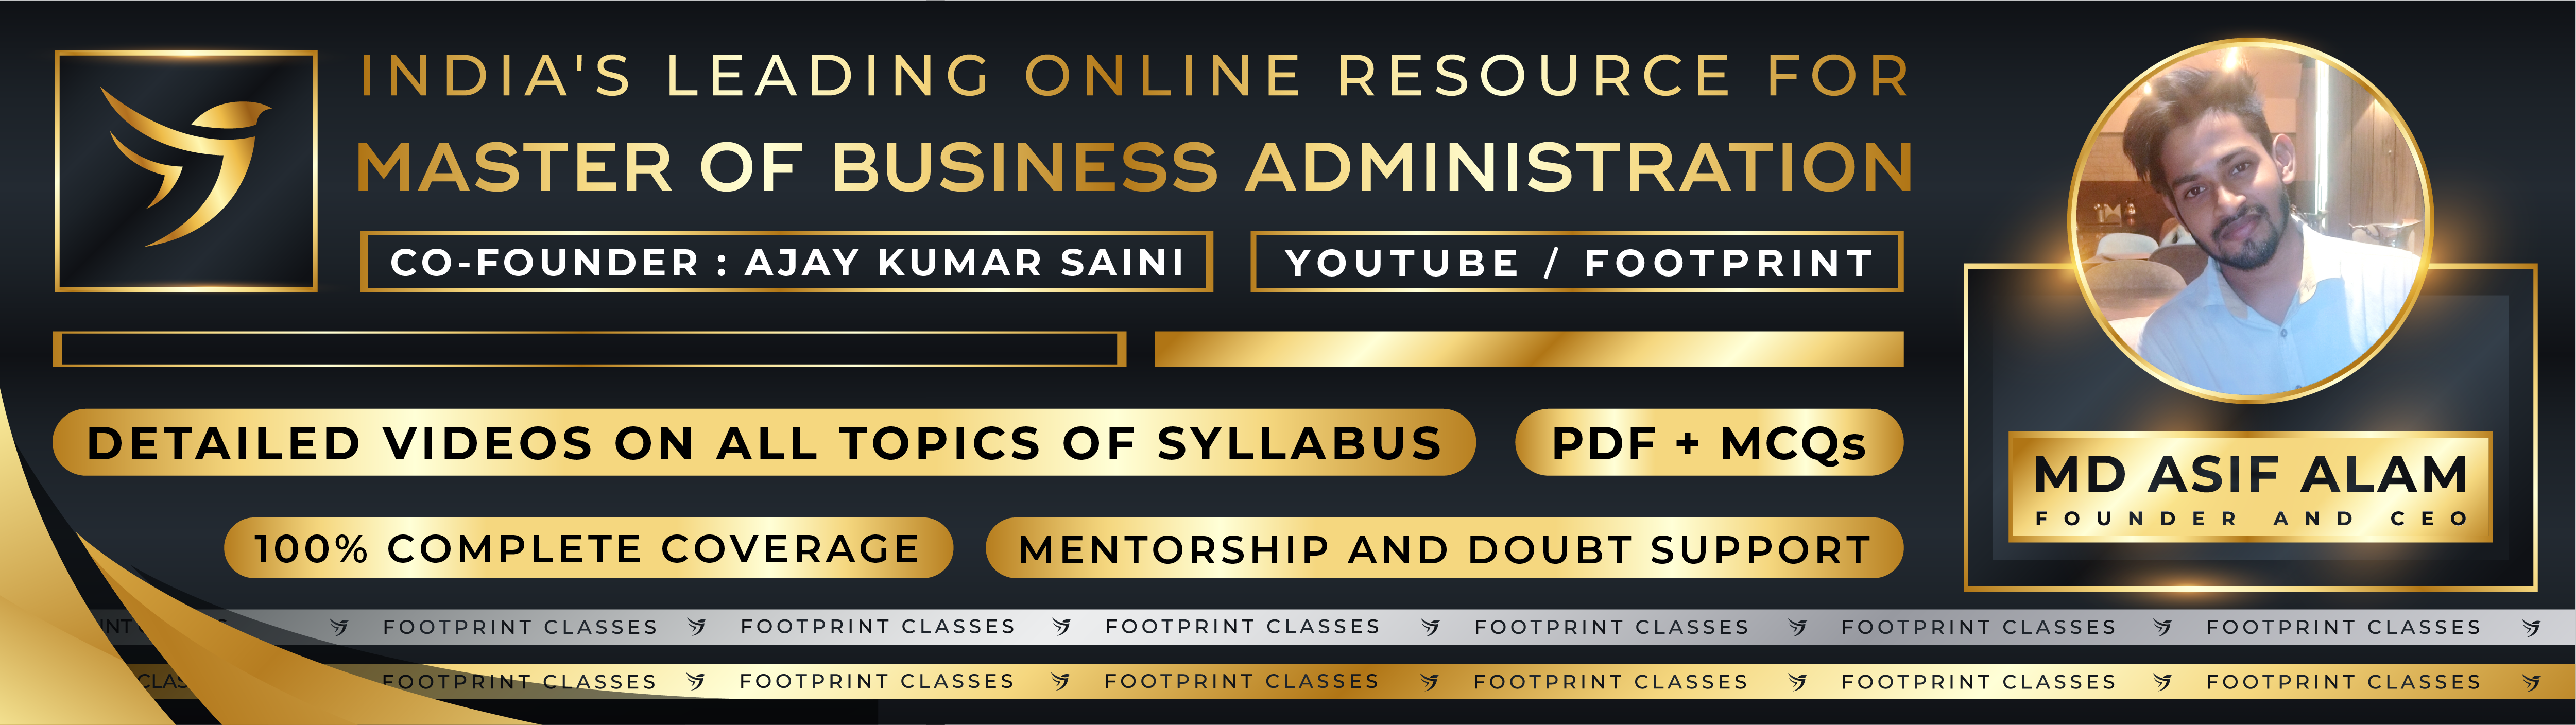 INDIA'S LEADING ONLINE RESOURCE FOR
MASTER OF BUSINESS ADMINISTRATION
CO-FOUNDER : AJAY KUMAR SAINI
YOUTUBE / FOOTPRINT
DETAILED VIDEOS ON ALL TOPICS OF SYLLABUS
PDF + MCQs
100% COMPLETE COVERAGE
MENTORSHIP AND DOUBT SUPPORT
MD ASIF ALAM
FOUNDER AND CEO
FOOTPRINT CLASSES FOOTPRINT CLASSES FOOTPRINT CLASSES FOOTPRINT CLASSES FOOTPRINT CLASSES FOOTPRINT CLASSES
FOOTPRINT CLASSES FOOTPRINT CLASSES FOOTPRINT CLASSES FOOTPRINT CLASSES FOOTPRINT CLASSES FOOTPRINT CLASSES